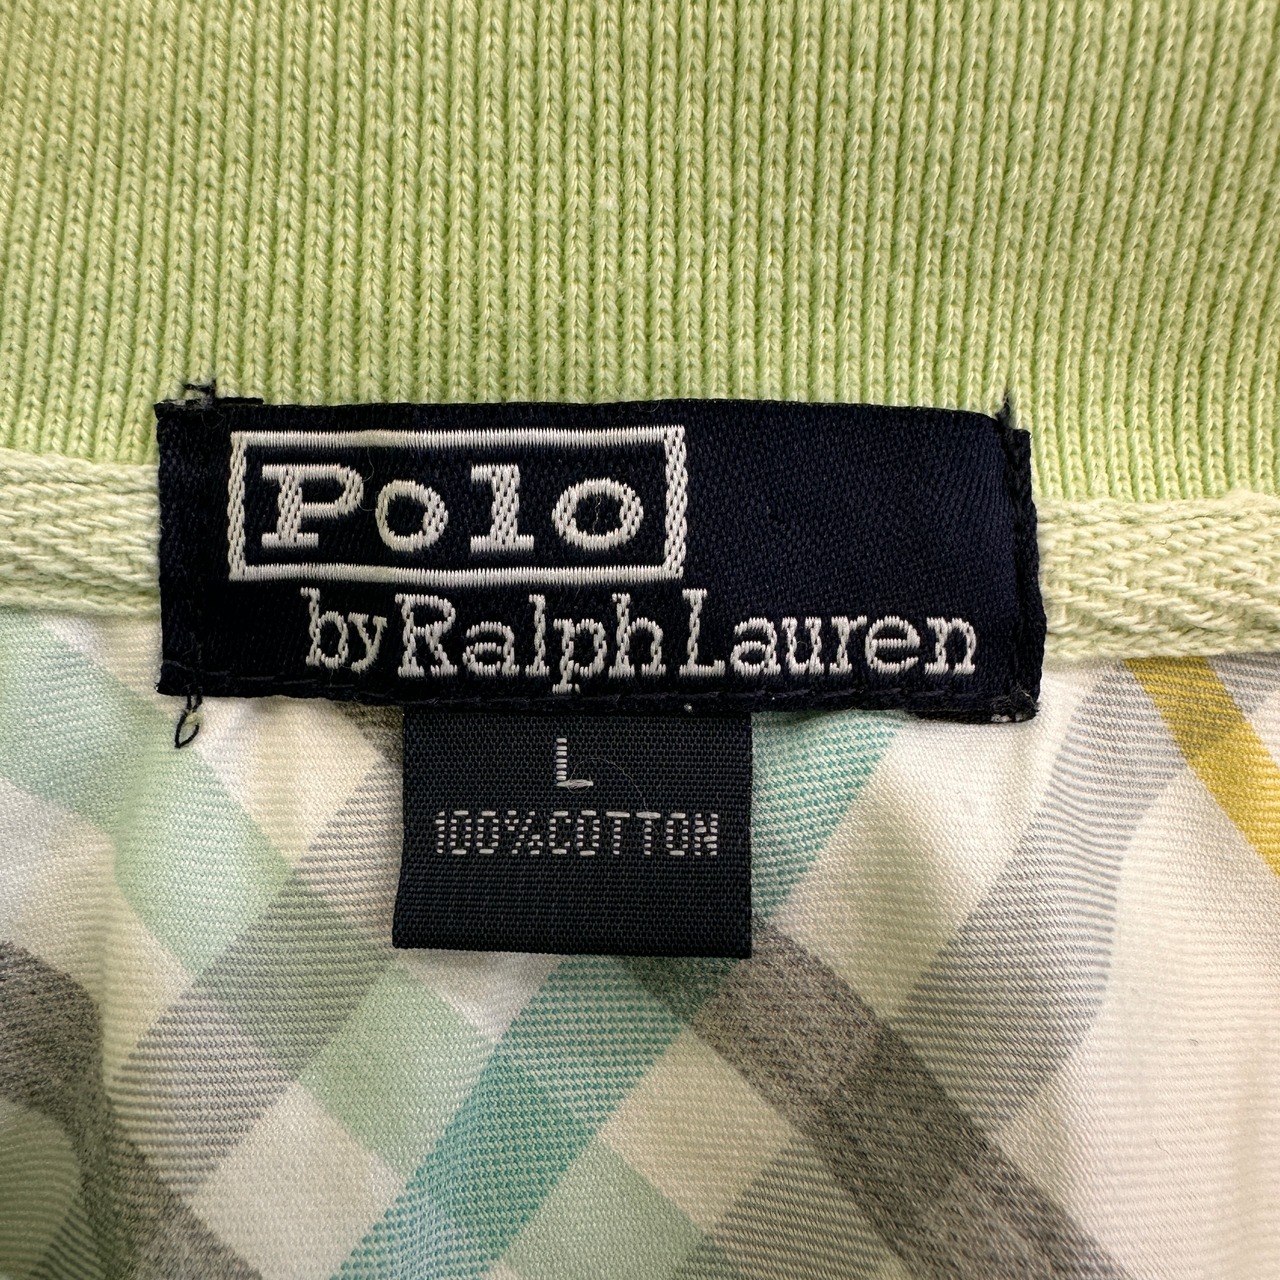 Polo
by Ralph Lauren
L
100% COTTON